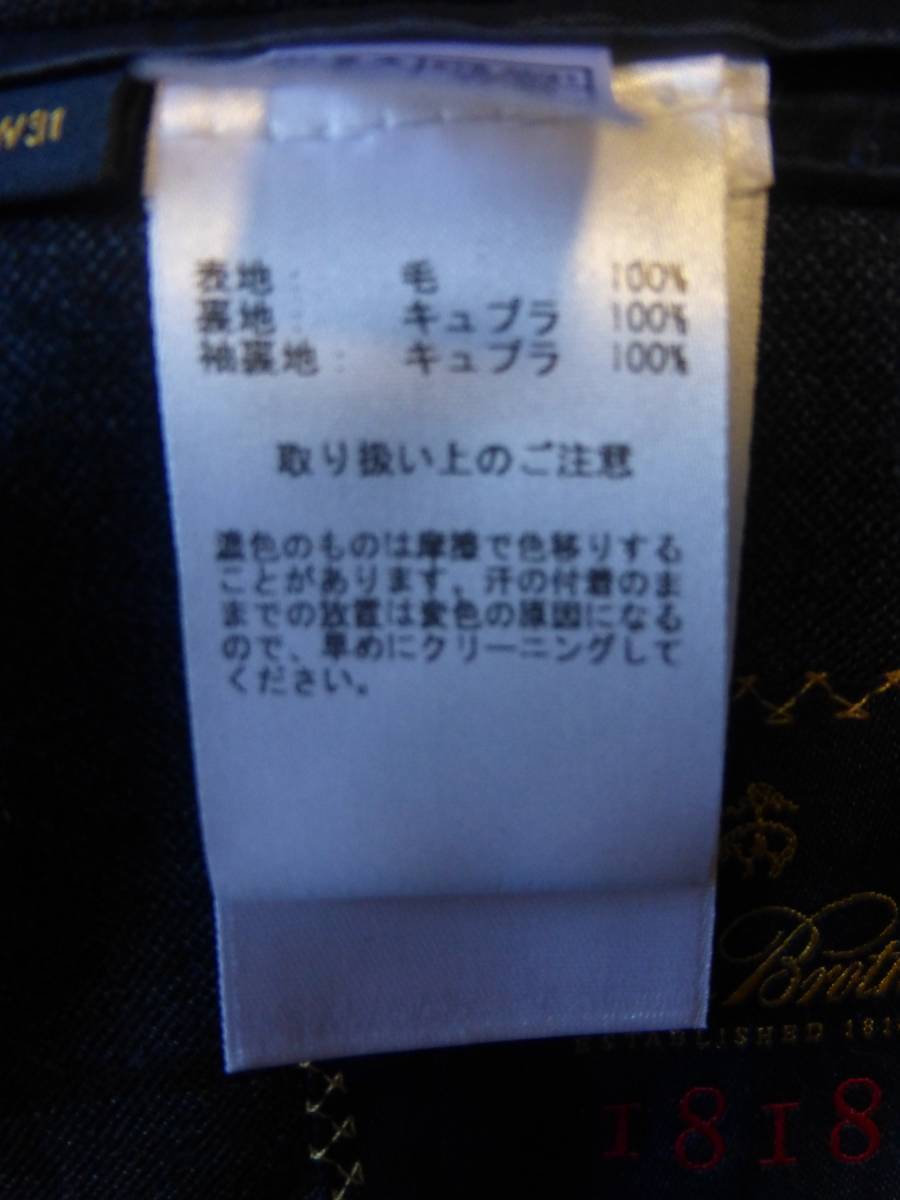 W31
表地: 毛 100%
裏地: キュプラ 100%
袖裏地: キュプラ 100%
取り扱い上のご注意
濃色のものは摩擦で色移りする
ことがあります。汗の付着のま
までの放置は変色の原因になる
ので、早めにクリーニングして
ください。
Broth
ESTABLISHED 181
1818